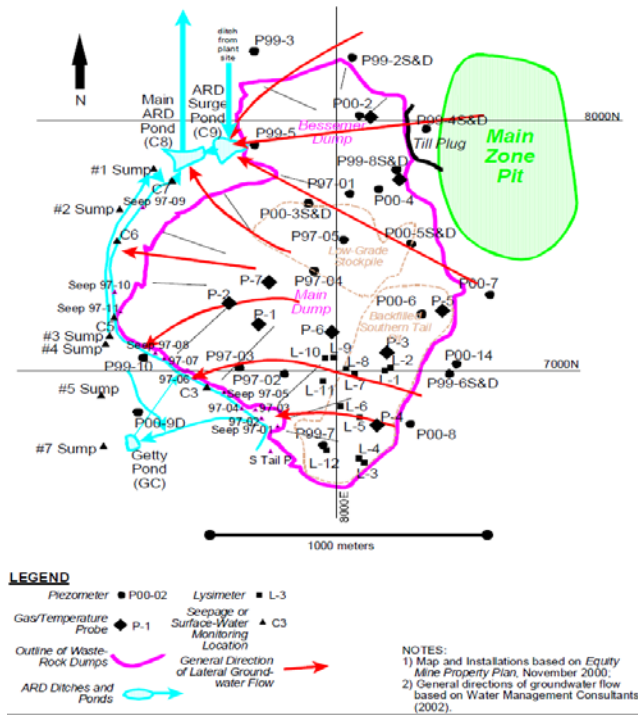 ditch
from
plant
site
P99-3
P99-2S&D
N
Main
ARD
Pond
(C8)
ARD
Surge
Pond
(C9)
P00-2
8000N
Bessemer
Dump
P99-4S&D
Till Plug
P99-5
Main
Zone
Pit
#1 Sump
P99-8S&D
C7
P97-01
P00-4
Seep 97-09
#2 Sump
P00-3S&D
C6
P97-05
P00-5S&D
Low-Grade
Stockpile
P97-04
P-7
P00-7
Seep 97-10
P-2
Main
Dump
P00-6
P-5
Seep 97-11
Backfilled
Southern Tail
P-1
C5
P-6
#3 Sump
#4 Sump
Seep 97-08
P-3
L-10
L-9
P99-10
97-07
P97-03
L-8
L-2
P00-14
7000N
97-06
P97-02
L-7
L-1
P99-6S&D
L-11
#5 Sump
C3
Seep 97-05
97-04
97-03
L-6
P00-9D
97-02
P-4
Seep 97-01
P99-7
L-5
P00-8
#7 Sump
Getty
Pond
(GC)
S Tail P.
L-12
L-4
L-3
8000E
1000 meters
LEGEND
Piezometer P00-02 Lysimeter L-3
Gas/Temperature
Probe P-1
Seepage or
Surface-Water
Monitoring
Location C3
Outline of Waste-
Rock Dumps
General Direction
of Lateral Ground-
water Flow
ARD Ditches and
Ponds
NOTES:
1) Map and Installations based on Equity
Mine Property Plan, November 2000;
2) General directions of groundwater flow
based on Water Management Consultants
(2002).